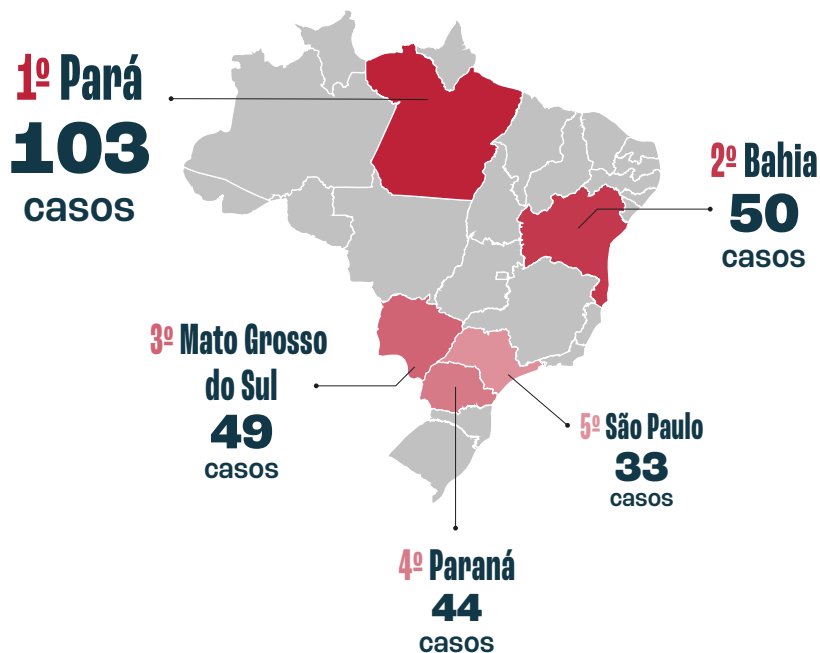 1º Pará
103
casos
2º Bahia
50
casos
3º Mato Grosso
do Sul
49
casos
5º São Paulo
33
casos
4º Paraná
44
casos